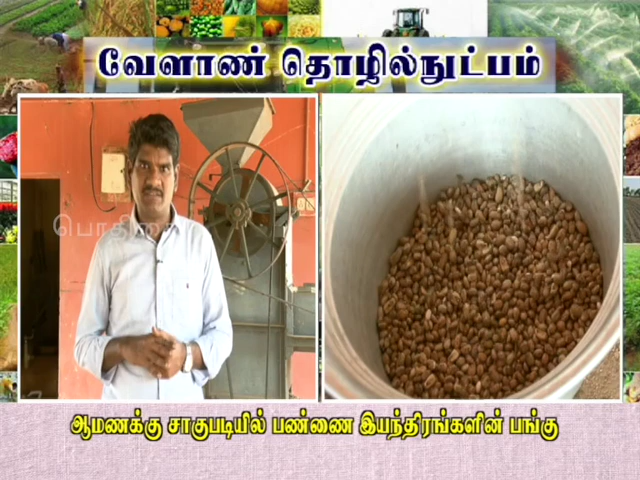 வேளாண் தொழில்நுட்பம்
பொதிகை
ஆமணக்கு சாகுபடியில் பண்ணை இயந்திரங்களின் பங்கு